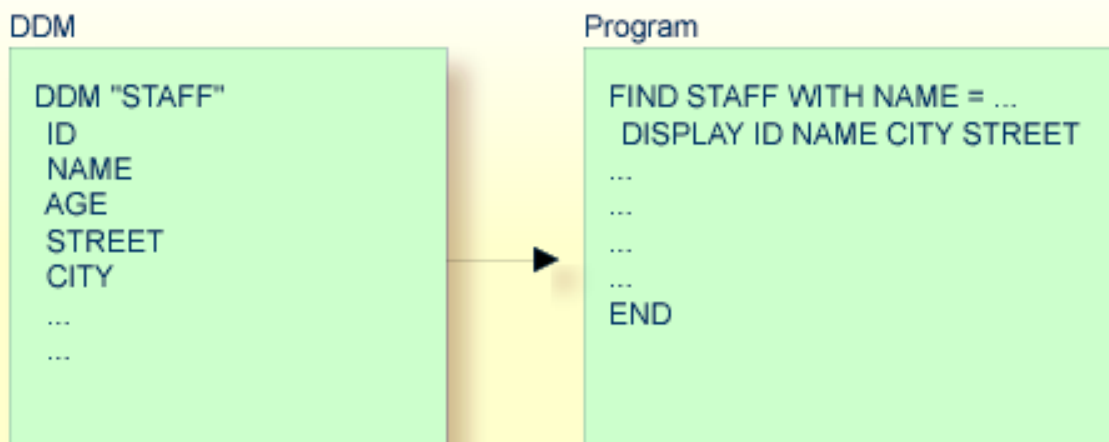 DDM
DDM "STAFF"
ID
NAME
AGE
STREET
CITY
...
...
Program
FIND STAFF WITH NAME = ...
DISPLAY ID NAME CITY STREET
...
...
...
...
END